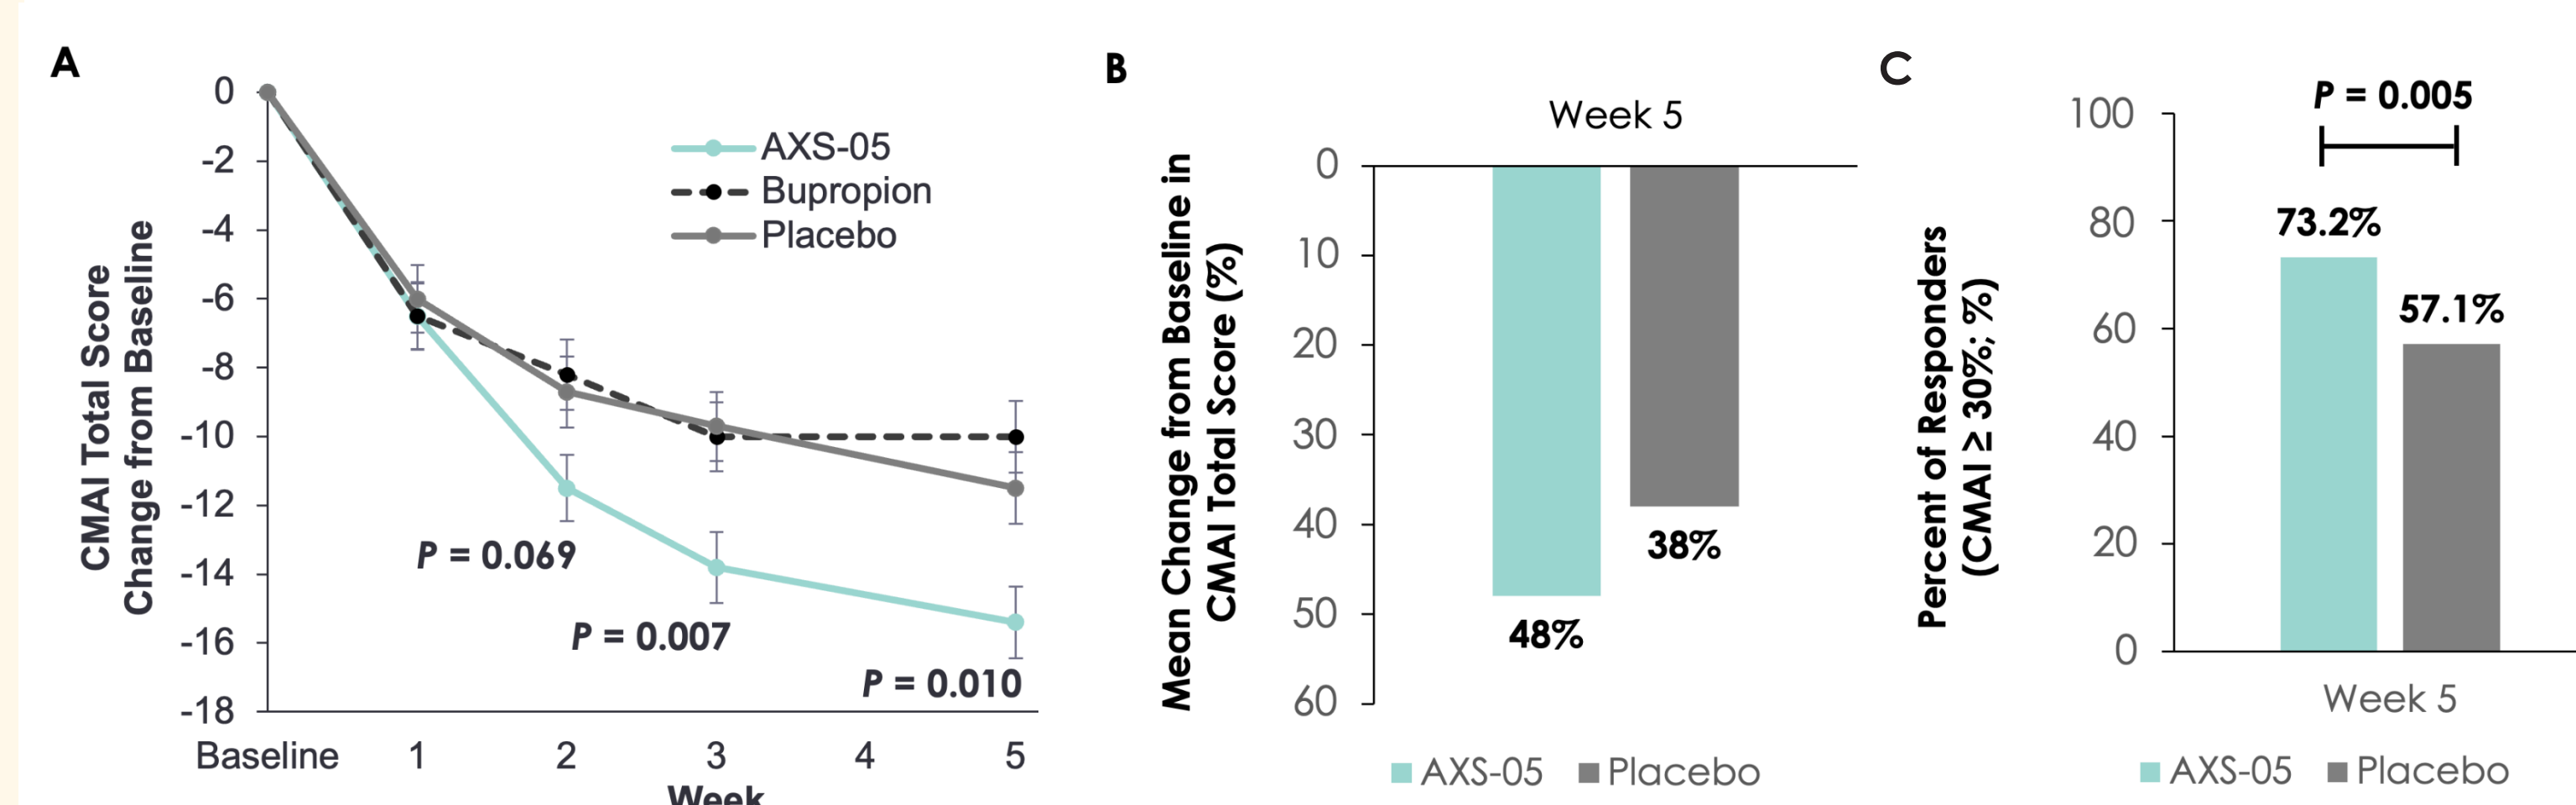 A
CMAI Total Score
Change from Baseline
0
-2
-4
-6
-8
-10
-12
-14
-16
-18
AXS-05
Bupropion
Placebo
P = 0.069
P = 0.007
P = 0.010
Baseline 1 2 3 4 5
Week
B
Mean Change from Baseline in
CMAI Total Score (%)
Week 5
0
10
20
30
40
50
60
48%
38%
AXS-05 Placebo
C
Percent of Responders
(CMAI ≥ 30%; %)
P = 0.005
100
80
60
40
20
0
73.2%
57.1%
Week 5
AXS-05 Placebo